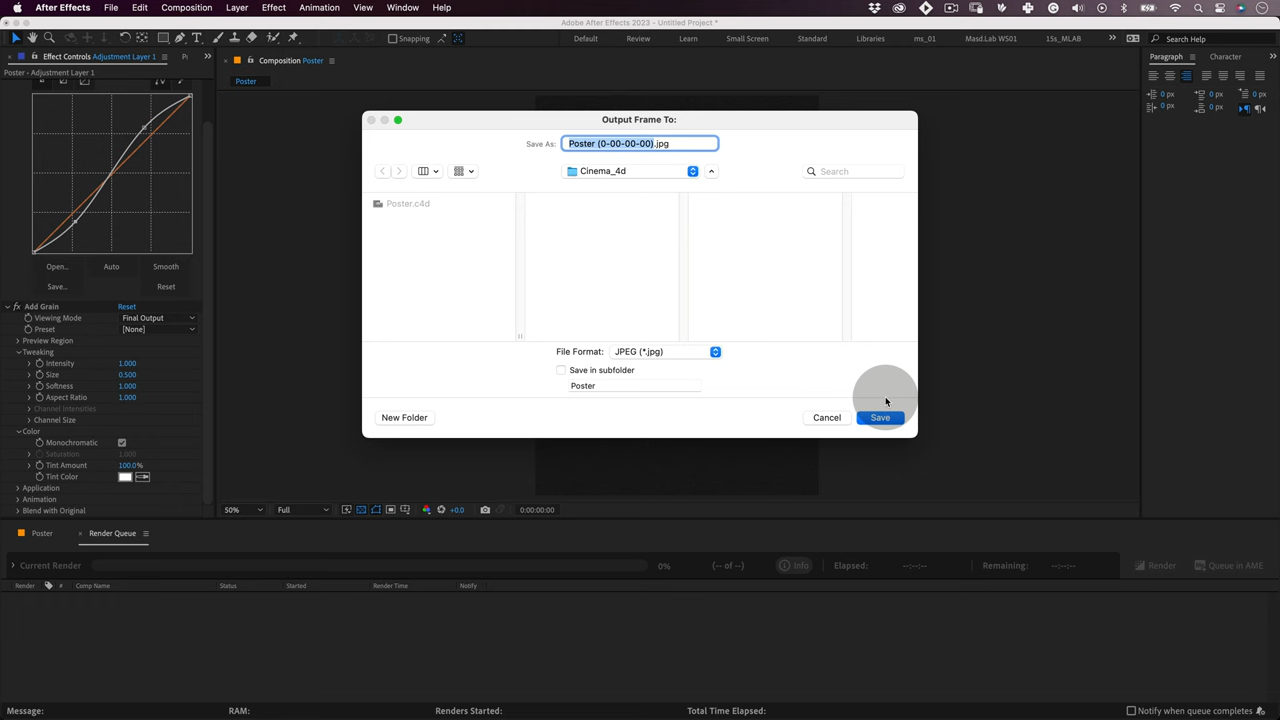 After Effects File Edit Composition Layer Effect Animation View Window Help
Adobe After Effects 2023 - Untitled Project *
Snapping Default Review Learn Small Screen Standard Libraries ms_01 Masd.Lab WS01 15s_MLAB Search Help
Effect Controls Adjustment Layer 1
Poster - Adjustment Layer 1
Composition Poster
Poster
Paragraph Character
0 px 0 px 0 px
0 px 0 px
Output Frame To:
Save As: Poster (0-00-00-00).jpg
Cinema_4d
Search
Poster.c4d
File Format: JPEG (*.jpg)
Save in subfolder
Poster
New Folder
Cancel
Save
Open... Auto Smooth
Save... Reset
fx Add Grain Reset
Viewing Mode Final Output
Preset [None]
Preview Region
Tweaking
Intensity 1.000
Size 0.500
Softness 1.000
Aspect Ratio 1.000
Channel Intensities
Channel Size
Color
Monochromatic
Saturation 1.000
Tint Amount 100.0%
Tint Color
Application
Animation
Blend with Original
50% Full +0.0 0:00:00:00
Poster Render Queue
Current Render 0% (-- of --) Info Elapsed: --:--:-- Remaining: --:--:-- Render Queue in AME
Render # Comp Name Status Started Render Time Notify
Message: RAM: Renders Started: Total Time Elapsed: Notify when queue completes